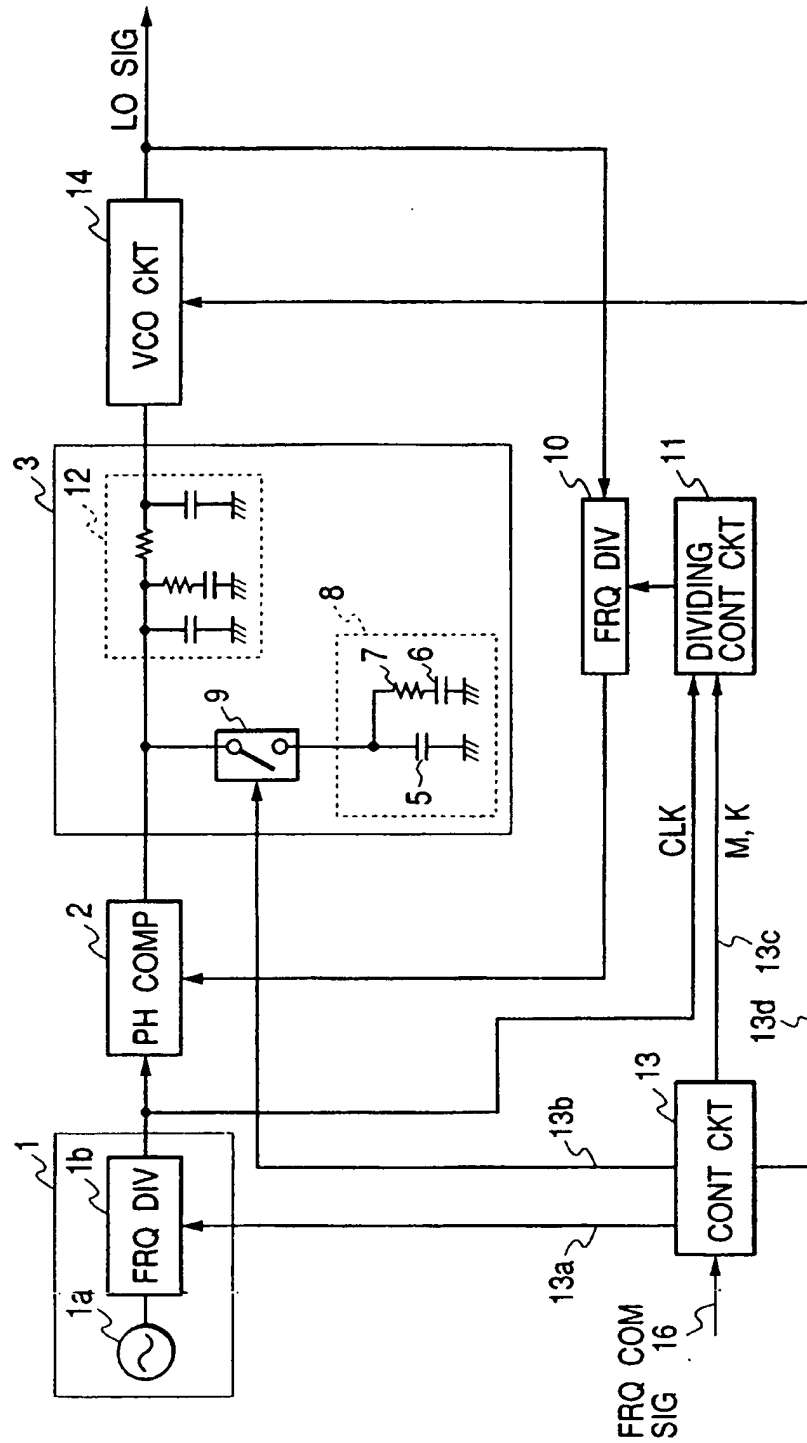 1
1a
1b
FRQ DIV
2
PH COMP
3
12
9
8
7
6
5
14
VCO CKT
LO SIG
10
FRQ DIV
11
DIVIDING
CONT CKT
CLK
M, K
13c
13d
13
CONT CKT
13b
13a
FRQ COM
SIG
16